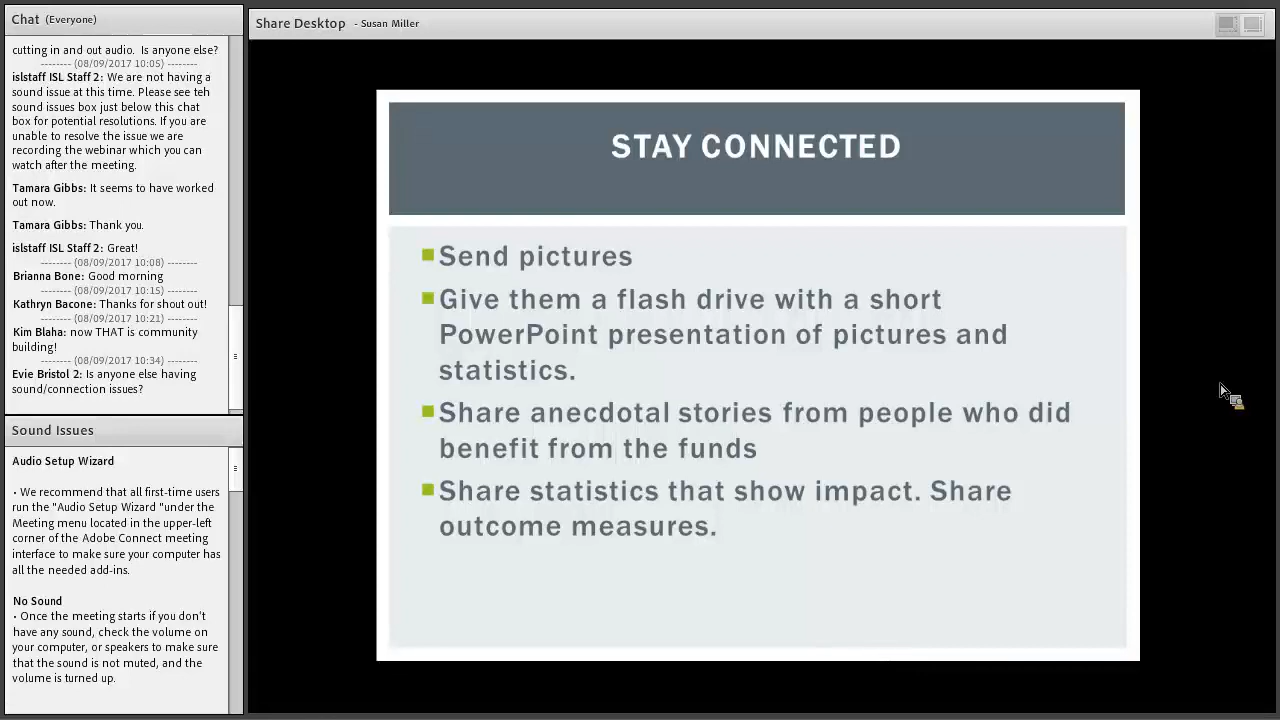 Chat (Everyone)
cutting in and out audio.  Is anyone else?
-------- (08/09/2017 10:05) --------
islstaff ISL Staff 2: We are not having a
sound issue at this time. Please see teh
sound issues box just below this chat
box for potential resolutions. If you are
unable to resolve the issue we are
recording the webinar which you can
watch after the meeting.
Tamara Gibbs: It seems to have worked
out now.
Tamara Gibbs: Thank you.
islstaff ISL Staff 2: Great!
-------- (08/09/2017 10:08) --------
Brianna Bone: Good morning
-------- (08/09/2017 10:15) --------
Kathryn Bacone: Thanks for shout out!
-------- (08/09/2017 10:21) --------
Kim Blaha: now THAT is community
building!
-------- (08/09/2017 10:34) --------
Evie Bristol 2: Is anyone else having
sound/connection issues?
Sound Issues
Audio Setup Wizard
• We recommend that all first-time users
run the "Audio Setup Wizard "under the
Meeting menu located in the upper-left
corner of the Adobe Connect meeting
interface to make sure your computer has
all the needed add-ins.
No Sound
• Once the meeting starts if you don't
have any sound, check the volume on
your computer, or speakers to make sure
that the sound is not muted, and the
volume is turned up.
Share Desktop - Susan Miller
STAY CONNECTED
Send pictures
Give them a flash drive with a short
PowerPoint presentation of pictures and
statistics.
Share anecdotal stories from people who did
benefit from the funds
Share statistics that show impact. Share
outcome measures.